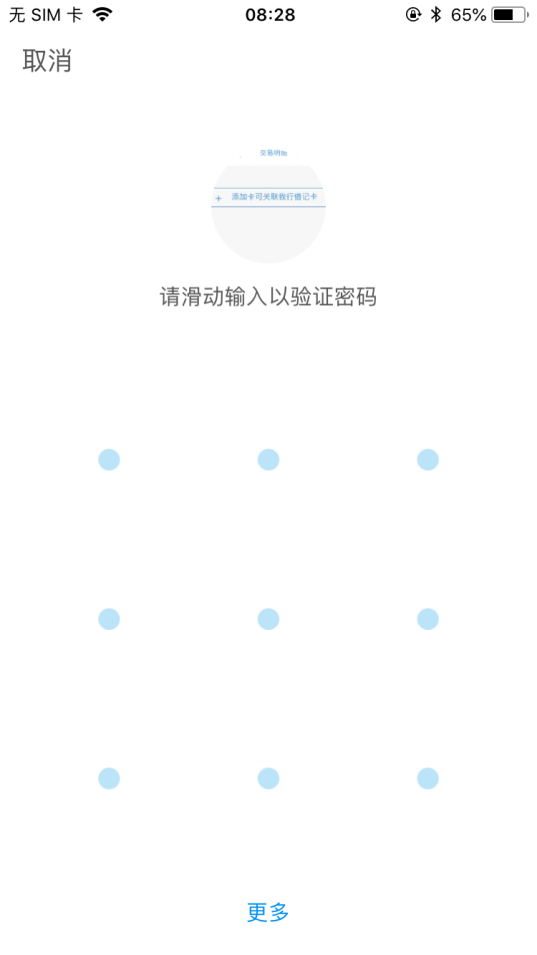 无 SIM 卡 08:28 65%
取消
交易明细
+ 添加卡可关联我行借记卡
请滑动输入以验证密码
更多